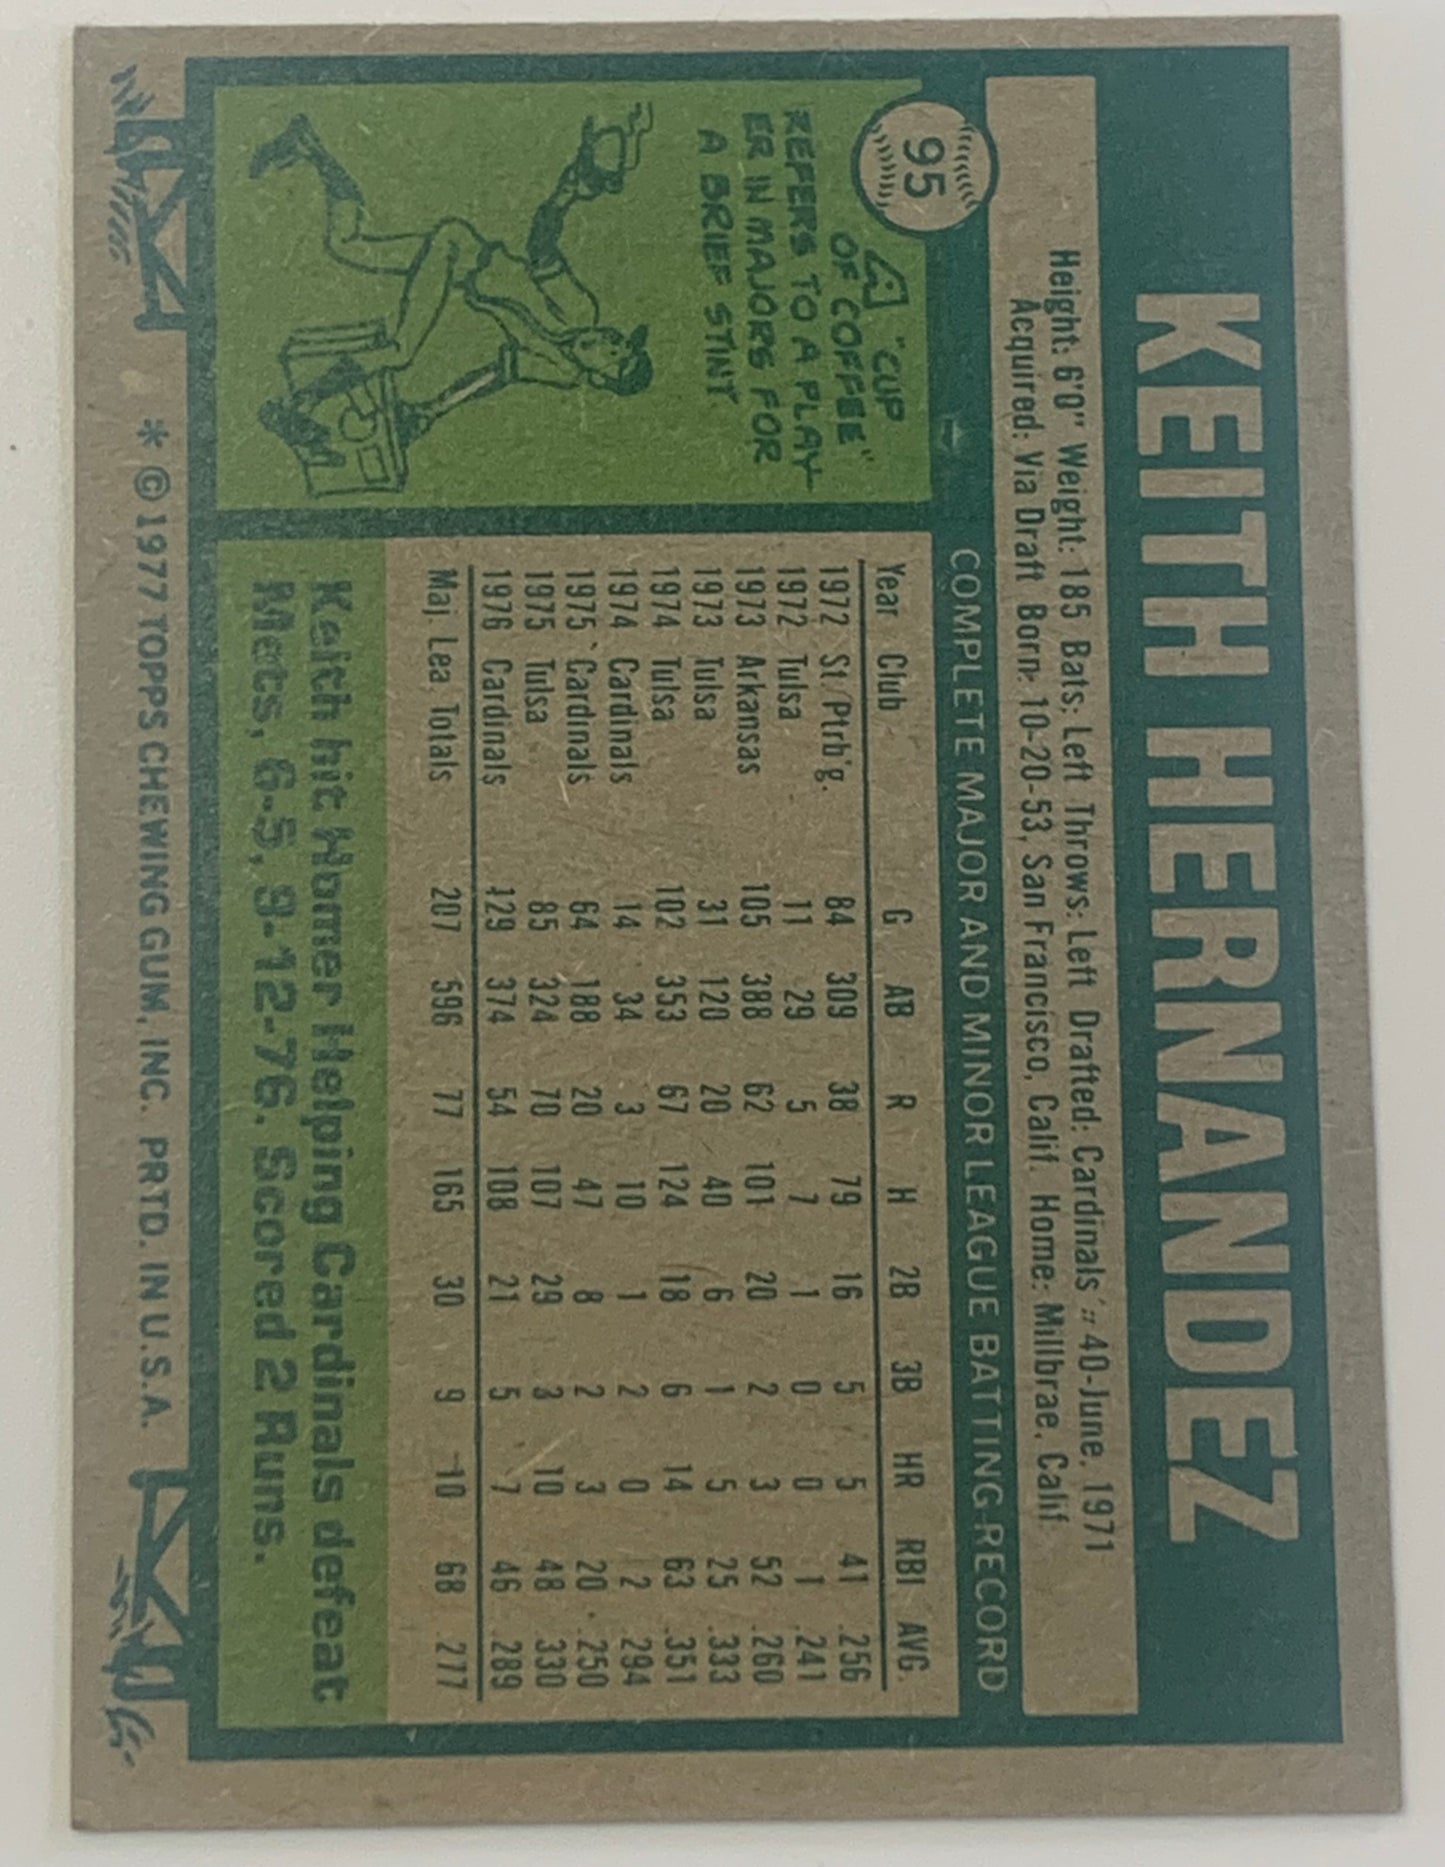 95
KEITH HERNANDEZ
Height: 6'0" Weight: 185 Bats: Left Throws: Left Drafted: Cardinals' #40-June, 1971
Acquired: Via Draft Born: 10-20-53, San Francisco, Calif. Home: Millbrae, Calif.
COMPLETE MAJOR AND MINOR LEAGUE BATTING RECORD
A "CUP
OF COFFEE"
REFERS TO A PLAY-
ER IN MAJORS FOR
A BRIEF STINT
Year Club G AB R H 2B 3B HR RBI AVG.
1972 St. Ptrb'g. 84 309 38 79 16 5 5 41 .256
1972 Tulsa 11 29 5 7 1 0 0 1 .241
1973 Arkansas 105 388 62 101 20 2 3 52 .260
1973 Tulsa 31 120 20 40 6 1 5 25 .333
1974 Tulsa 102 353 67 124 18 6 14 63 .351
1974 Cardinals 14 34 3 10 1 2 0 2 .294
1975 Cardinals 64 188 20 47 8 2 3 20 .250
1975 Tulsa 85 324 70 107 29 3 10 48 .330
1976 Cardinals 129 374 54 108 21 5 7 46 .289
Maj. Lea. Totals 207 596 77 165 30 9 10 68 .277
Keith hit Homer Helping Cardinals defeat
Mets, 6-5, 9-12-76. Scored 2 Runs.
* © 1977 TOPPS CHEWING GUM, INC. PRTD. IN U.S.A.